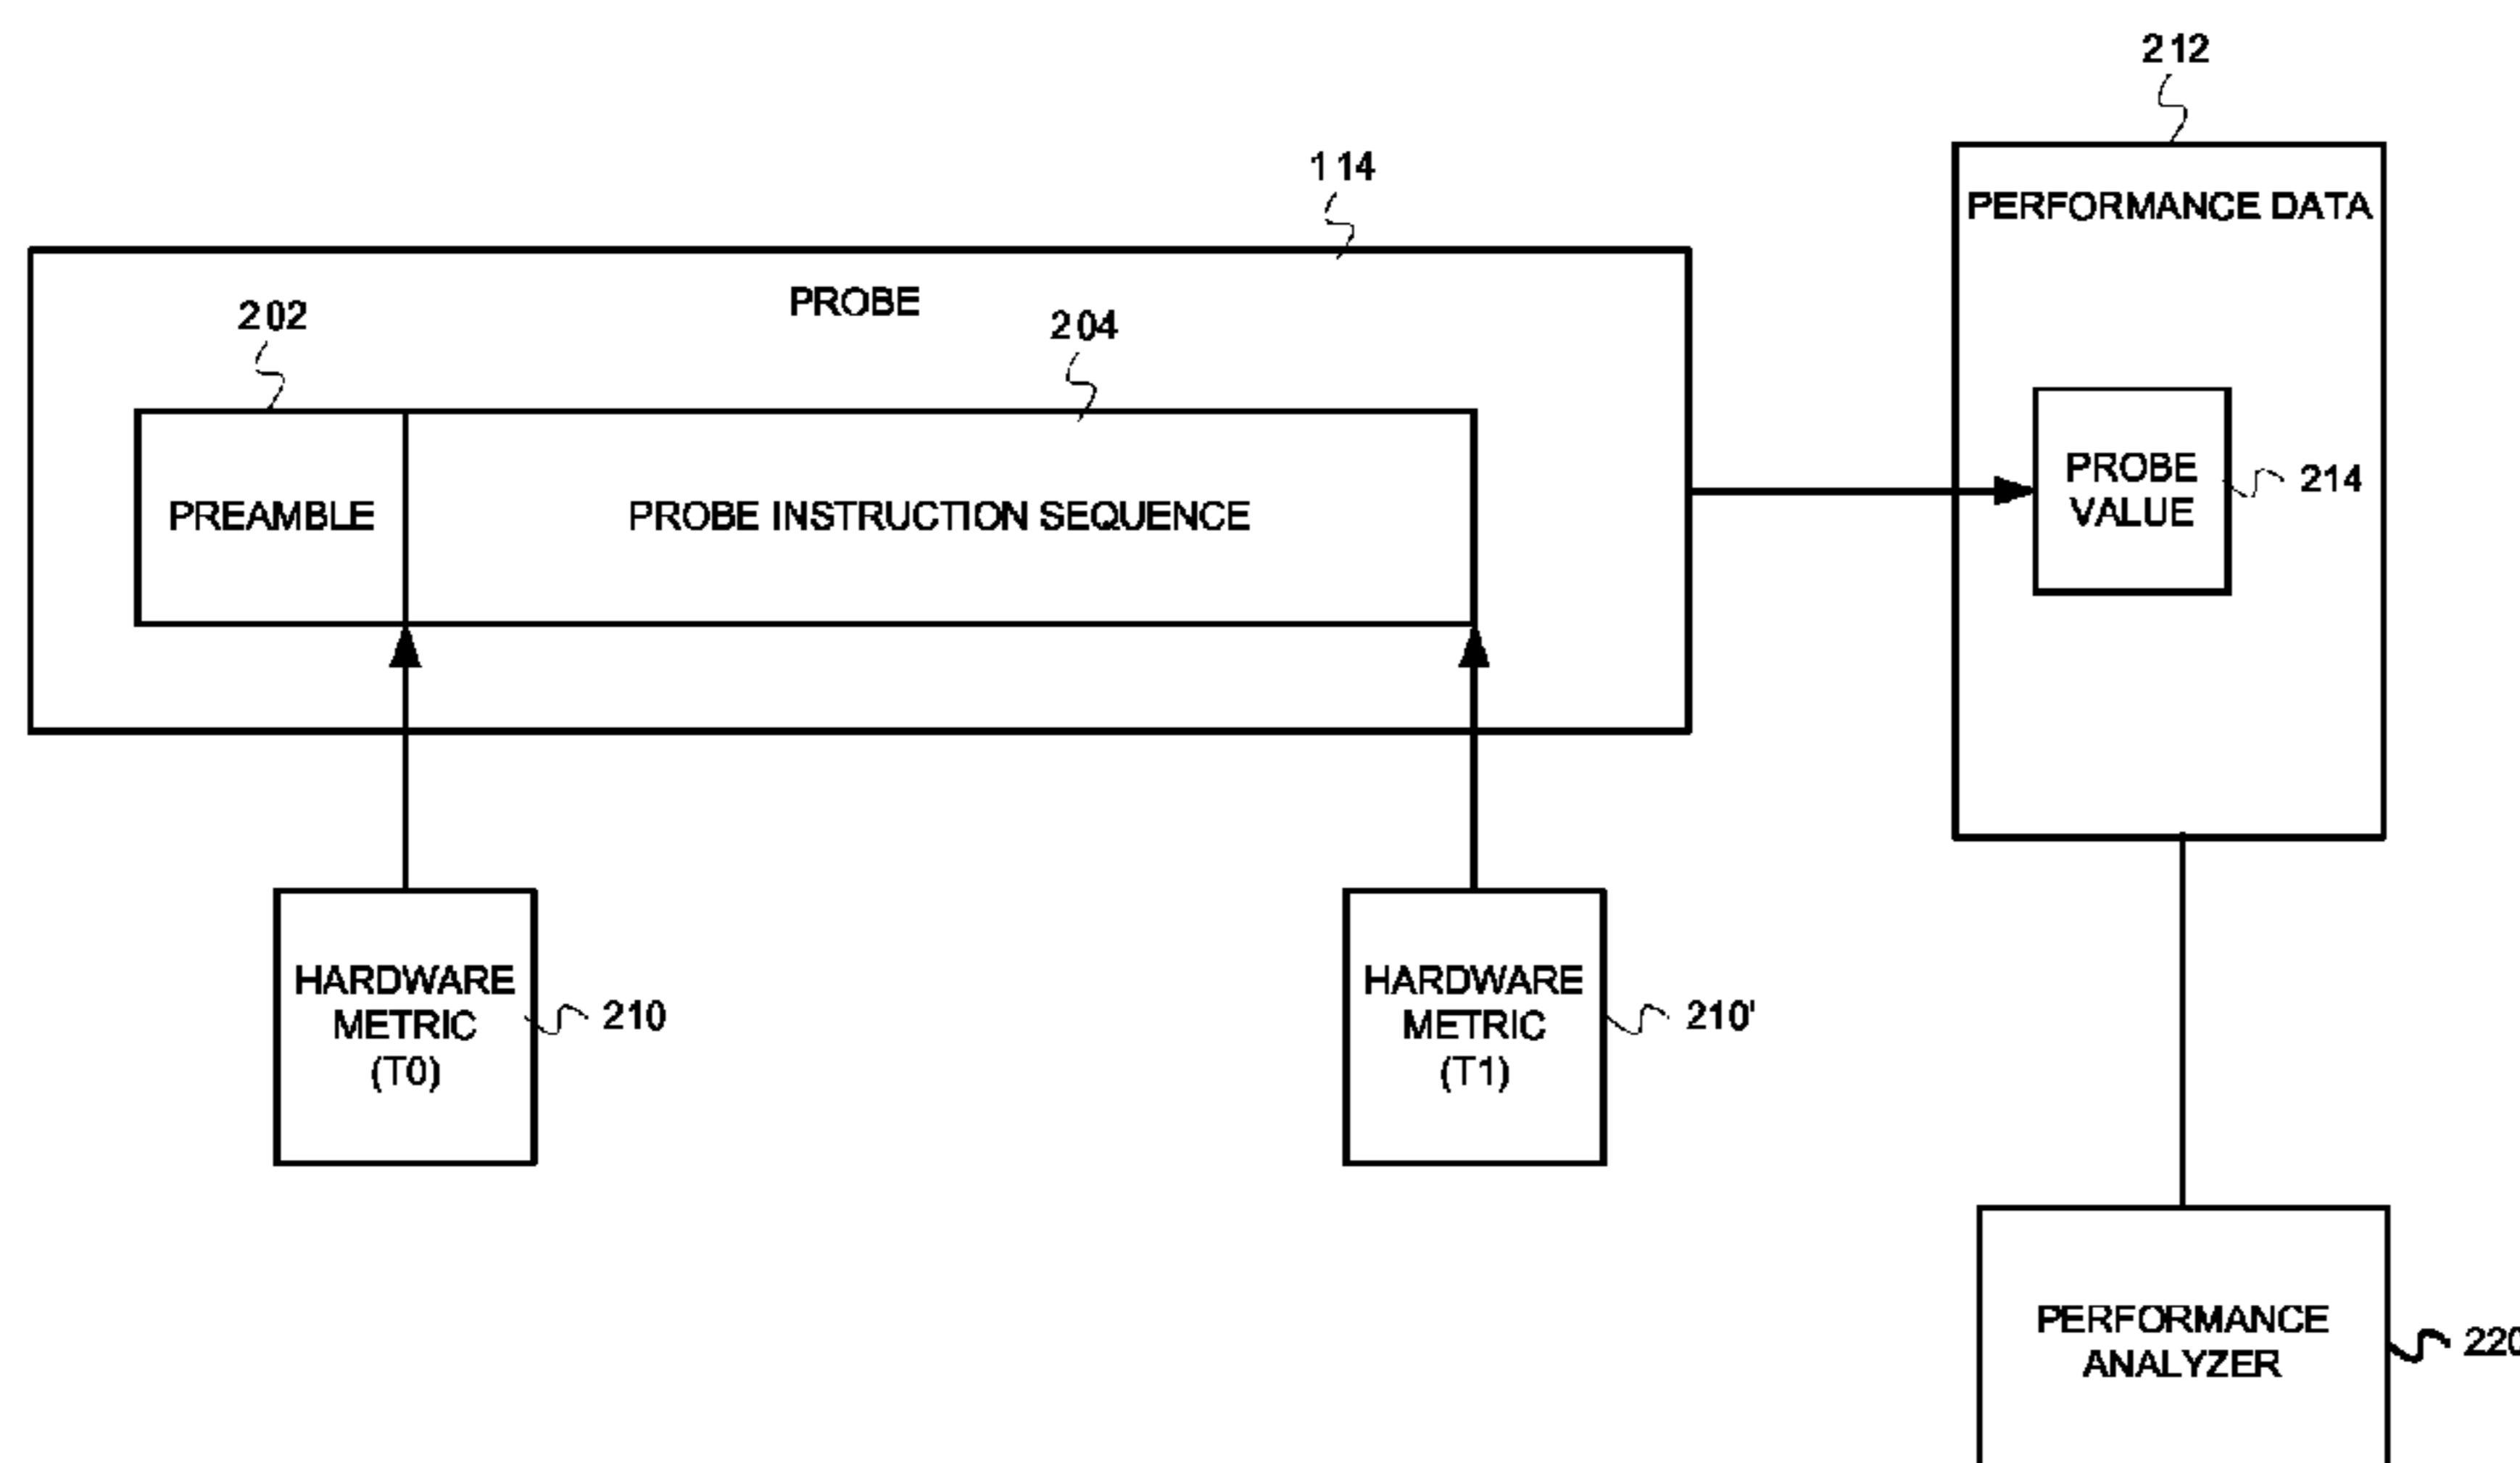 212
114
PERFORMANCE DATA
PROBE
202
204
PREAMBLE
PROBE INSTRUCTION SEQUENCE
PROBE
VALUE
214
HARDWARE
METRIC
(T0)
210
HARDWARE
METRIC
(T1)
210'
PERFORMANCE
ANALYZER
220